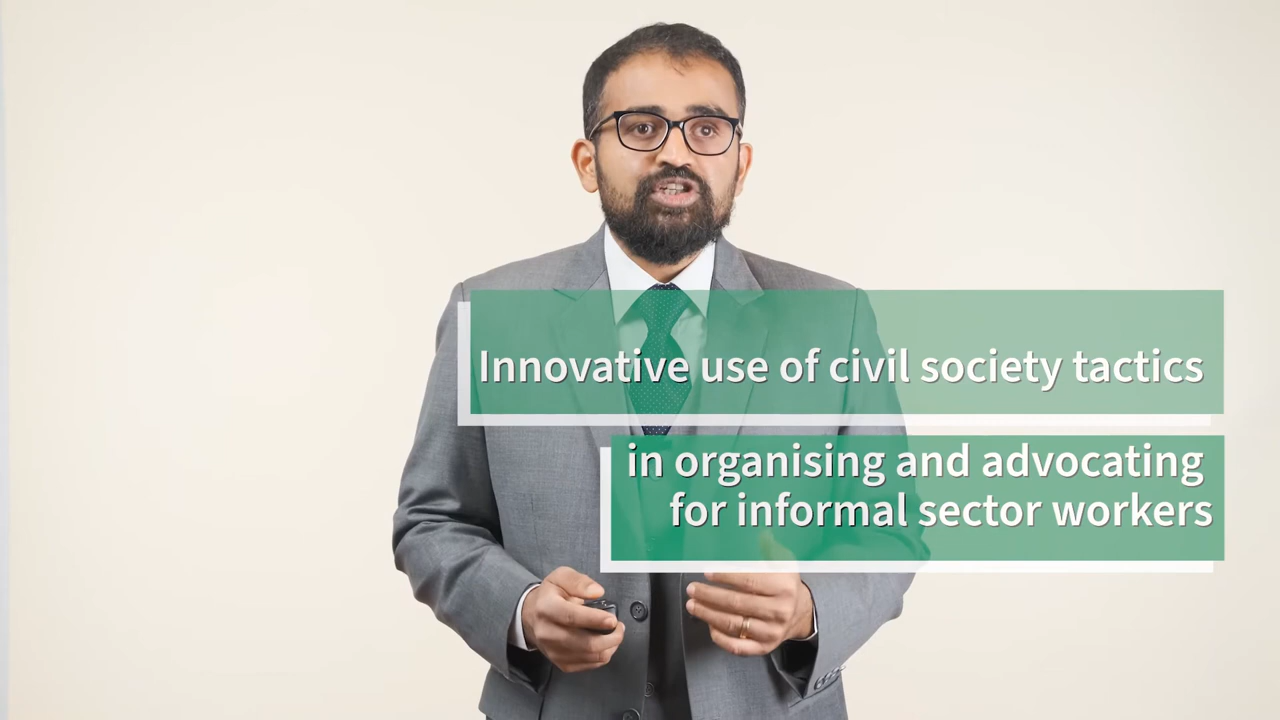 Innovative use of civil society tactics
in organising and advocating
for informal sector workers